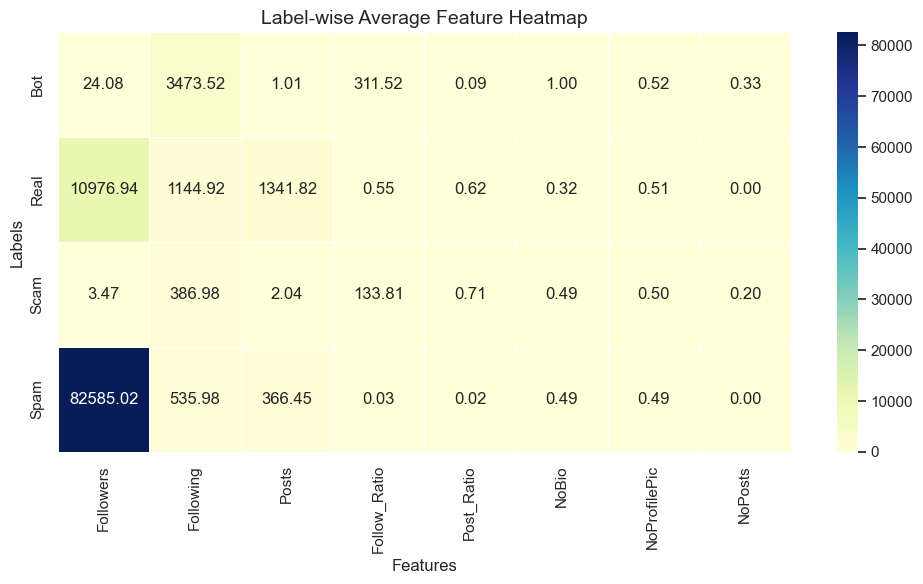 Label-wise Average Feature Heatmap
Labels
Bot 24.08 3473.52 1.01 311.52 0.09 1.00 0.52 0.33
Real 10976.94 1144.92 1341.82 0.55 0.62 0.32 0.51 0.00
Scam 3.47 386.98 2.04 133.81 0.71 0.49 0.50 0.20
Spam 82585.02 535.98 366.45 0.03 0.02 0.49 0.49 0.00
Followers Following Posts Follow_Ratio Post_Ratio NoBio NoProfilePic NoPosts
Features
80000
70000
60000
50000
40000
30000
20000
10000
0